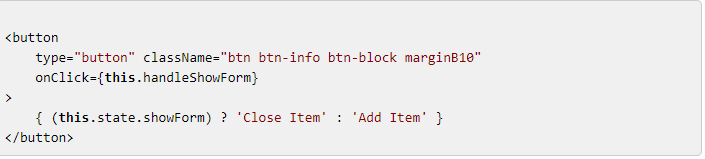 <button
type="button" className="btn btn-info btn-block marginB10"
onClick={this.handleShowForm}
>
{ (this.state.showForm) ? 'Close Item' : 'Add Item' }
</button>